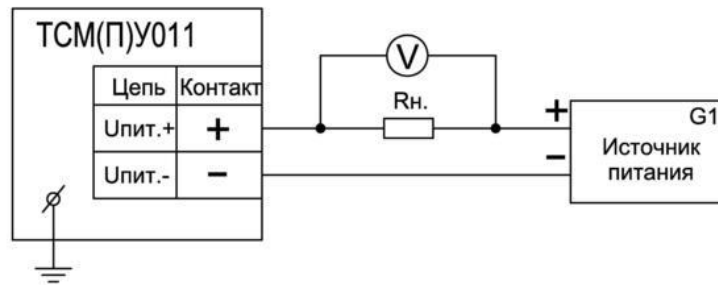 ТСМ(П)У011
Цепь Контакт
Uпит.+ +
Uпит.- −
V
Rн.
+
−
G1
Источник
питания